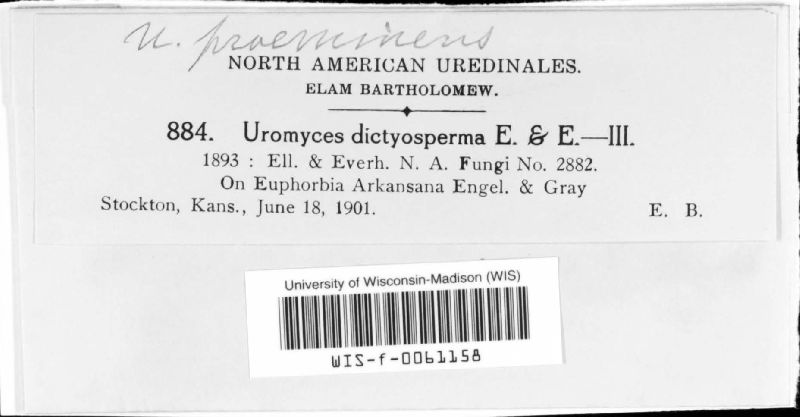 U. proeminens
NORTH AMERICAN UREDINALES.
ELAM BARTHOLOMEW.
884. Uromyces dictyosperma E. & E.—III.
1893 : Ell. & Everh. N. A. Fungi No. 2882.
On Euphorbia Arkansana Engel. & Gray
Stockton, Kans., June 18, 1901. E. B.
University of Wisconsin-Madison (WIS)
WIS-f-0061158